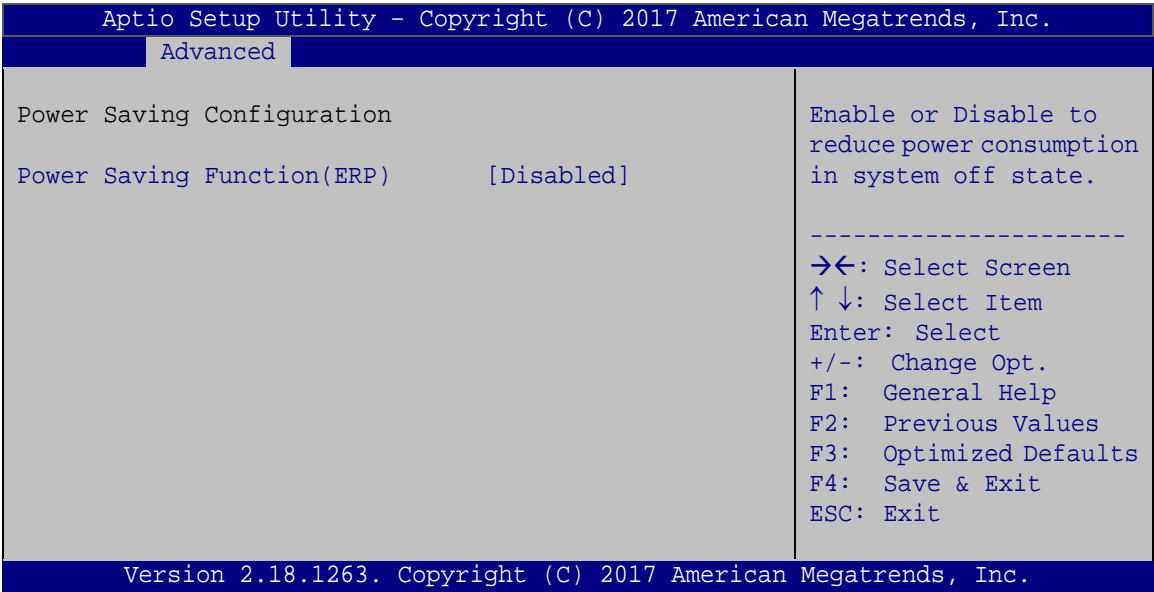 Aptio Setup Utility – Copyright (C) 2017 American Megatrends, Inc.
Advanced
Power Saving Configuration
Power Saving Function(ERP) [Disabled]
Enable or Disable to
reduce power consumption
in system off state.
----------------------
→←: Select Screen
↑ ↓: Select Item
Enter: Select
+/-: Change Opt.
F1: General Help
F2: Previous Values
F3: Optimized Defaults
F4: Save & Exit
ESC: Exit
Version 2.18.1263. Copyright (C) 2017 American Megatrends, Inc.